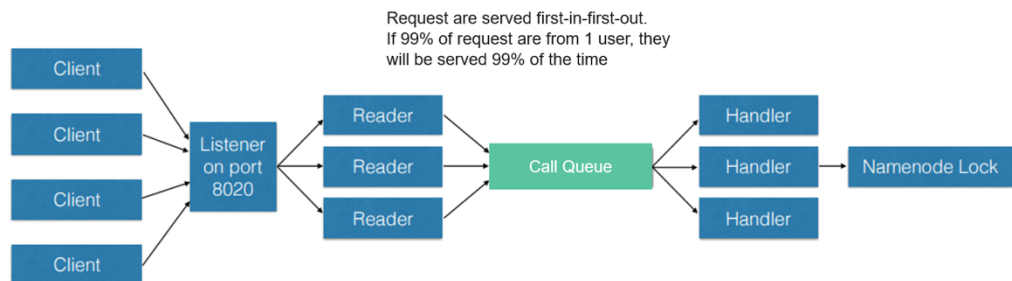 Request are served first-in-first-out.
If 99% of request are from 1 user, they
will be served 99% of the time
Client
Client
Client
Client
Listener
on port
8020
Reader
Reader
Reader
Call Queue
Handler
Handler
Handler
Namenode Lock